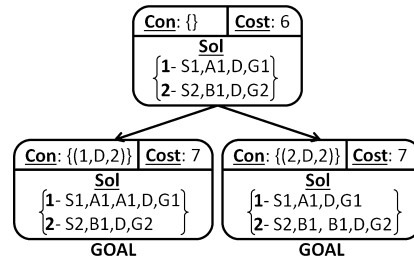 Con: {} Cost: 6
Sol
1- S1,A1,D,G1
2- S2,B1,D,G2
Con: {(1,D,2)} Cost: 7
Sol
1- S1,A1,A1,D,G1
2- S2,B1,D,G2
GOAL
Con: {(2,D,2)} Cost: 7
Sol
1- S1,A1,D,G1
2- S2,B1, B1,D,G2
GOAL